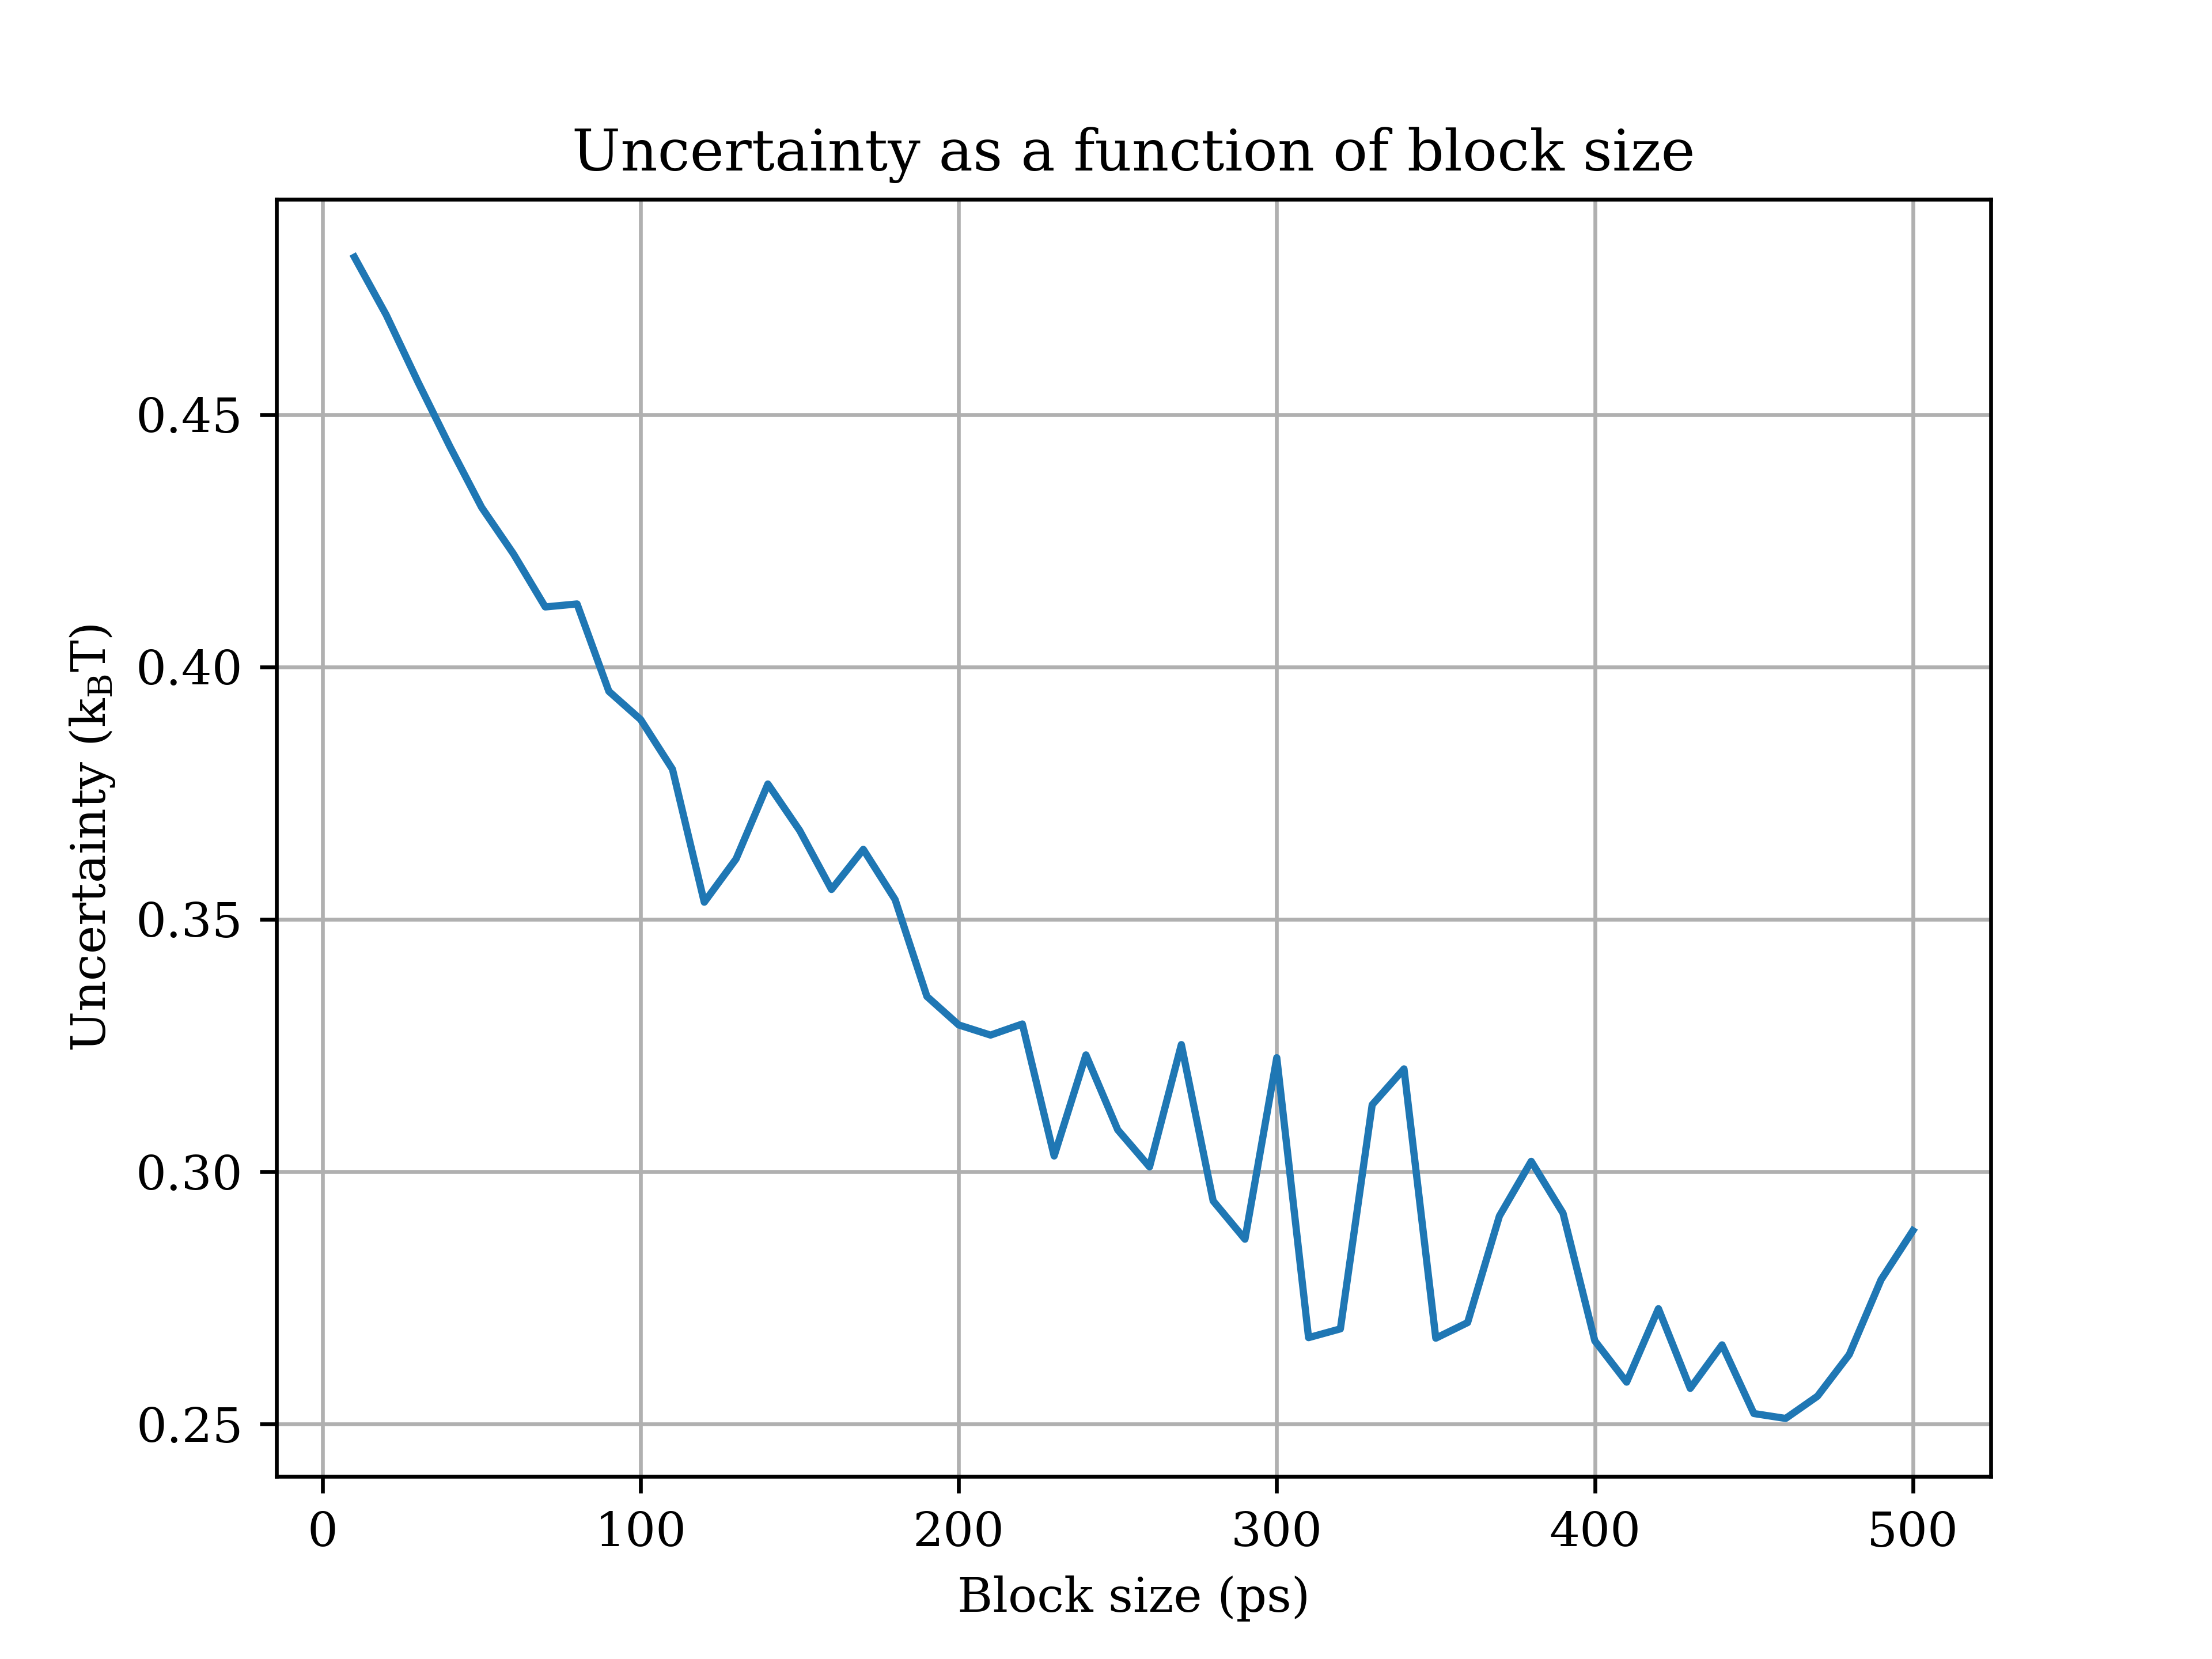 Uncertainty as a function of block size
Uncertainty (k_BT)
0.45
0.40
0.35
0.30
0.25
0 100 200 300 400 500
Block size (ps)